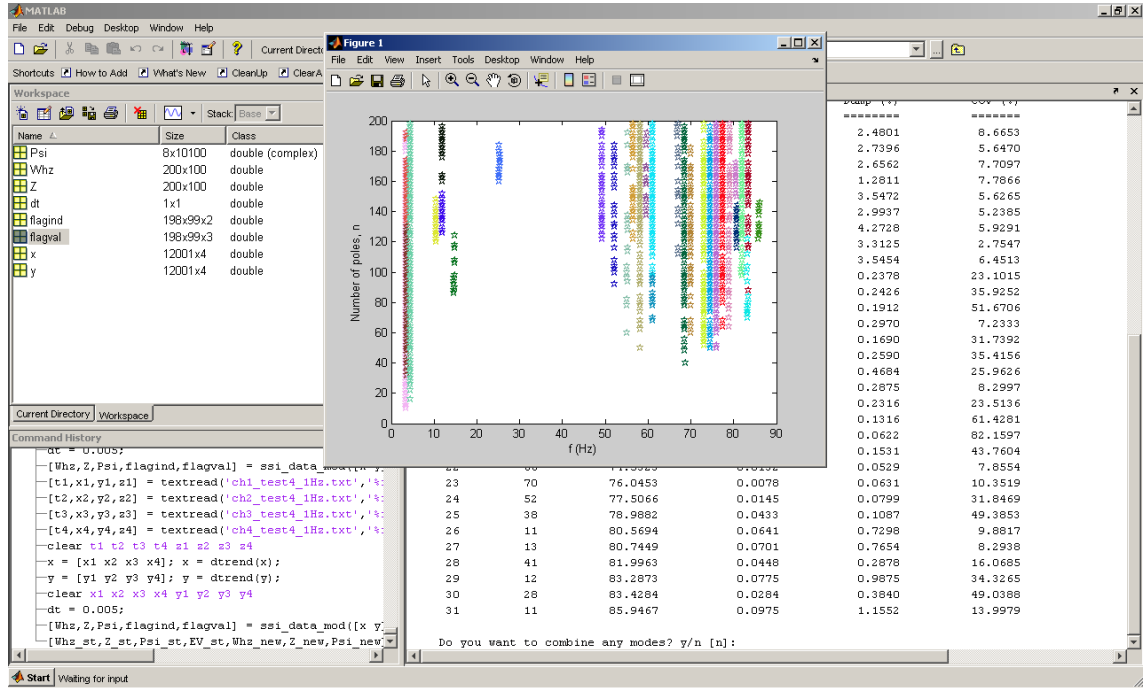 MATLAB
File Edit Debug Desktop Window Help
Current Directo
Shortcuts How to Add What's New CleanUp ClearA
Workspace
Stack: Base
Name Size Class
Psi 8x10100 double (complex)
Whz 200x100 double
Z 200x100 double
dt 1x1 double
flagind 198x99x2 double
flagval 198x99x3 double
x 12001x4 double
y 12001x4 double
Current Directory Workspace
Command History
dt = 0.005;
[Whz,Z,Psi,flagind,flagval] = ssi_data_mod([x y]
[t1,x1,y1,z1] = textread('ch1_test4_1Hz.txt','%
[t2,x2,y2,z2] = textread('ch2_test4_1Hz.txt','%
[t3,x3,y3,z3] = textread('ch3_test4_1Hz.txt','%
[t4,x4,y4,z4] = textread('ch4_test4_1Hz.txt','%
clear t1 t2 t3 t4 z1 z2 z3 z4
x = [x1 x2 x3 x4]; x = dtrend(x);
y = [y1 y2 y3 y4]; y = dtrend(y);
clear x1 x2 x3 x4 y1 y2 y3 y4
dt = 0.005;
[Whz,Z,Psi,flagind,flagval] = ssi_data_mod([x y]
[Whz_st,Z_st,Psi_st,EV_st,Whz_new,Z_new,Psi_new]
Figure 1
File Edit View Insert Tools Desktop Window Help
200
180
160
140
120
100
80
60
40
20
0
Number of poles, n
0 10 20 30 40 50 60 70 80 90
f (Hz)
Damp (%) COV (%)
======== =======
2.4801 8.6653
2.7396 5.6470
2.6562 7.7097
1.2811 7.7866
3.5472 5.6265
2.9937 5.2385
4.2728 5.9291
3.3125 2.7547
3.5454 6.4513
0.2378 23.1015
0.2426 35.9252
0.1912 51.6706
0.2970 7.2333
0.1690 31.7392
0.2590 35.4156
0.4684 25.9626
0.2875 8.2997
0.2316 23.5136
0.1316 61.4281
0.0622 82.1597
0.1531 43.7604
0.0529 7.8554
23 70 76.0453 0.0078 0.0631 10.3519
24 52 77.5066 0.0145 0.0799 31.8469
25 38 78.9882 0.0433 0.1087 49.3853
26 11 80.5694 0.0641 0.7298 9.8817
27 13 80.7449 0.0701 0.7654 8.2938
28 41 81.9963 0.0448 0.2878 16.0685
29 12 83.2873 0.0775 0.9875 34.3265
30 28 83.4284 0.0284 0.3840 49.0388
31 11 85.9467 0.0975 1.1552 13.9979
Do you want to combine any modes? y/n [n]:
Start Waiting for input